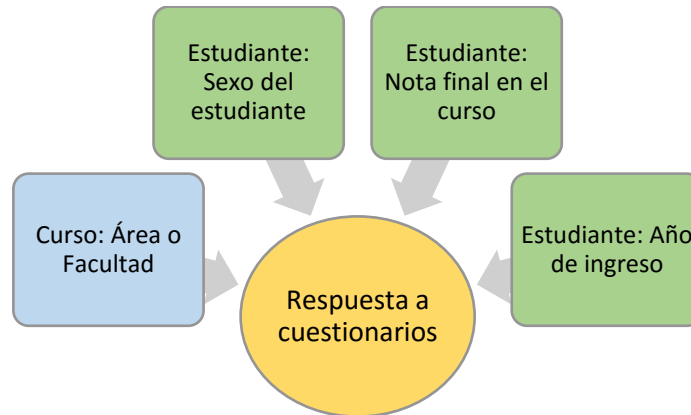 Estudiante:
Sexo del
estudiante
Estudiante:
Nota final en el
curso
Curso: Área o
Facultad
Estudiante: Año
de ingreso
Respuesta a
cuestionarios